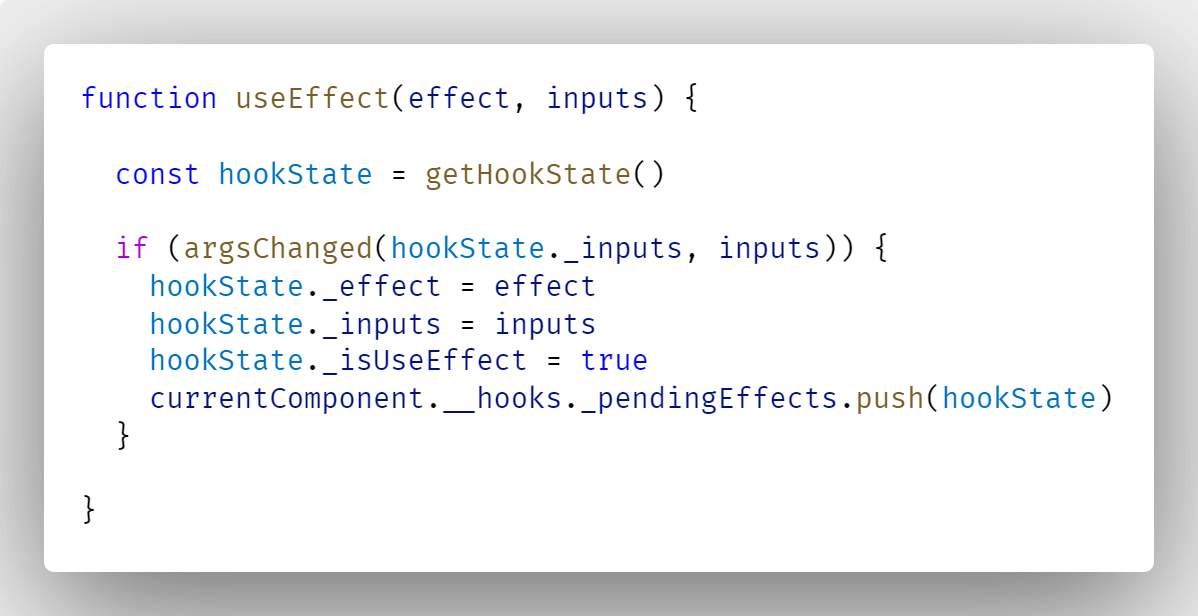 function useEffect(effect, inputs) {
  const hookState = getHookState()
  if (argsChanged(hookState._inputs, inputs)) {
    hookState._effect = effect
    hookState._inputs = inputs
    hookState._isUseEffect = true
    currentComponent.__hooks._pendingEffects.push(hookState)
  }
}